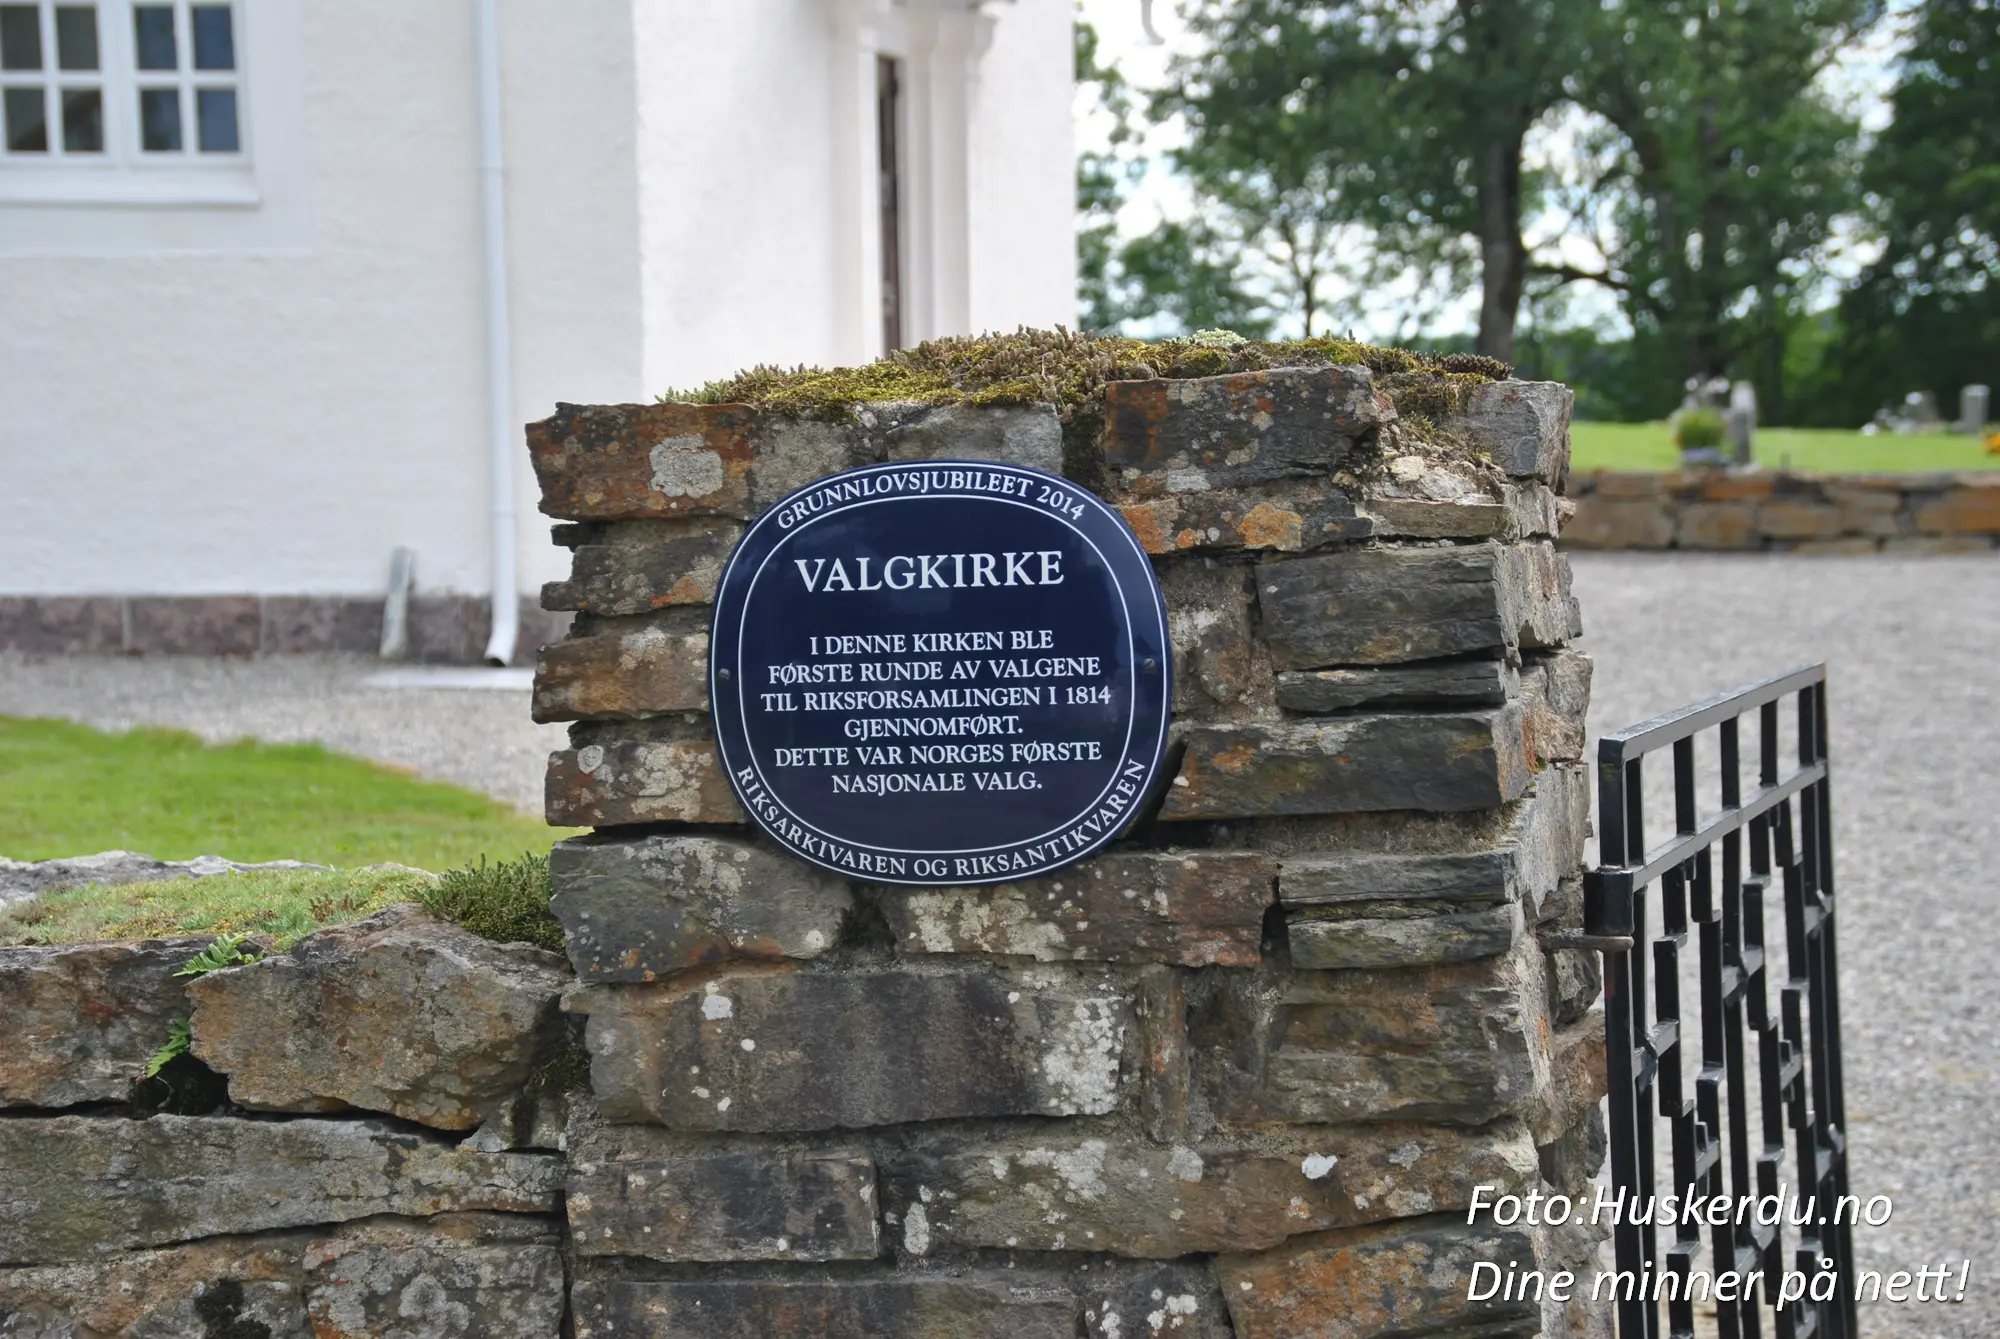 GRUNNLOVSJUBILEET 2014
VALGKIRKE
I DENNE KIRKEN BLE
FØRSTE RUNDE AV VALGENE
TIL RIKSFORSAMLINGEN I 1814
GJENNOMFØRT.
DETTE VAR NORGES FØRSTE
NASJONALE VALG.
RIKSARKIVAREN OG RIKSANTIKVAREN
Foto:Huskerdu.no
Dine minner på nett!